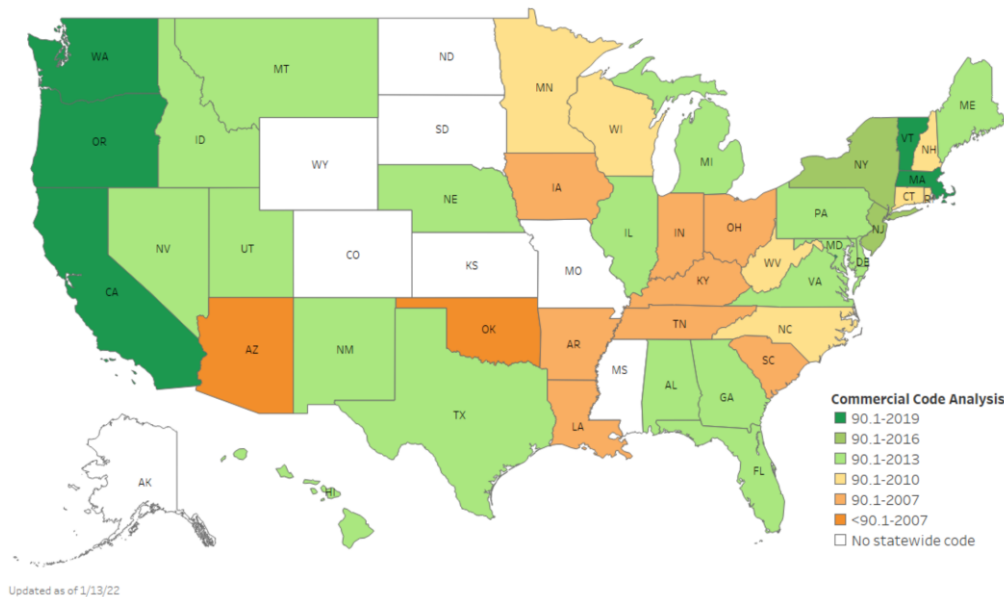 WA
MT
ND
MN
ME
OR
ID
SD
WI
VT
NH
NY
MA
WY
MI
CT
IA
NE
PA
NV
UT
IL
IN
OH
NJ
CO
MD
DE
KS
MO
WV
VA
CA
KY
OK
TN
NC
AZ
NM
AR
SC
MS
AL
GA
TX
LA
FL
AK
HI
Commercial Code Analysis
90.1-2019
90.1-2016
90.1-2013
90.1-2010
90.1-2007
<90.1-2007
No statewide code
Updated as of 1/13/22